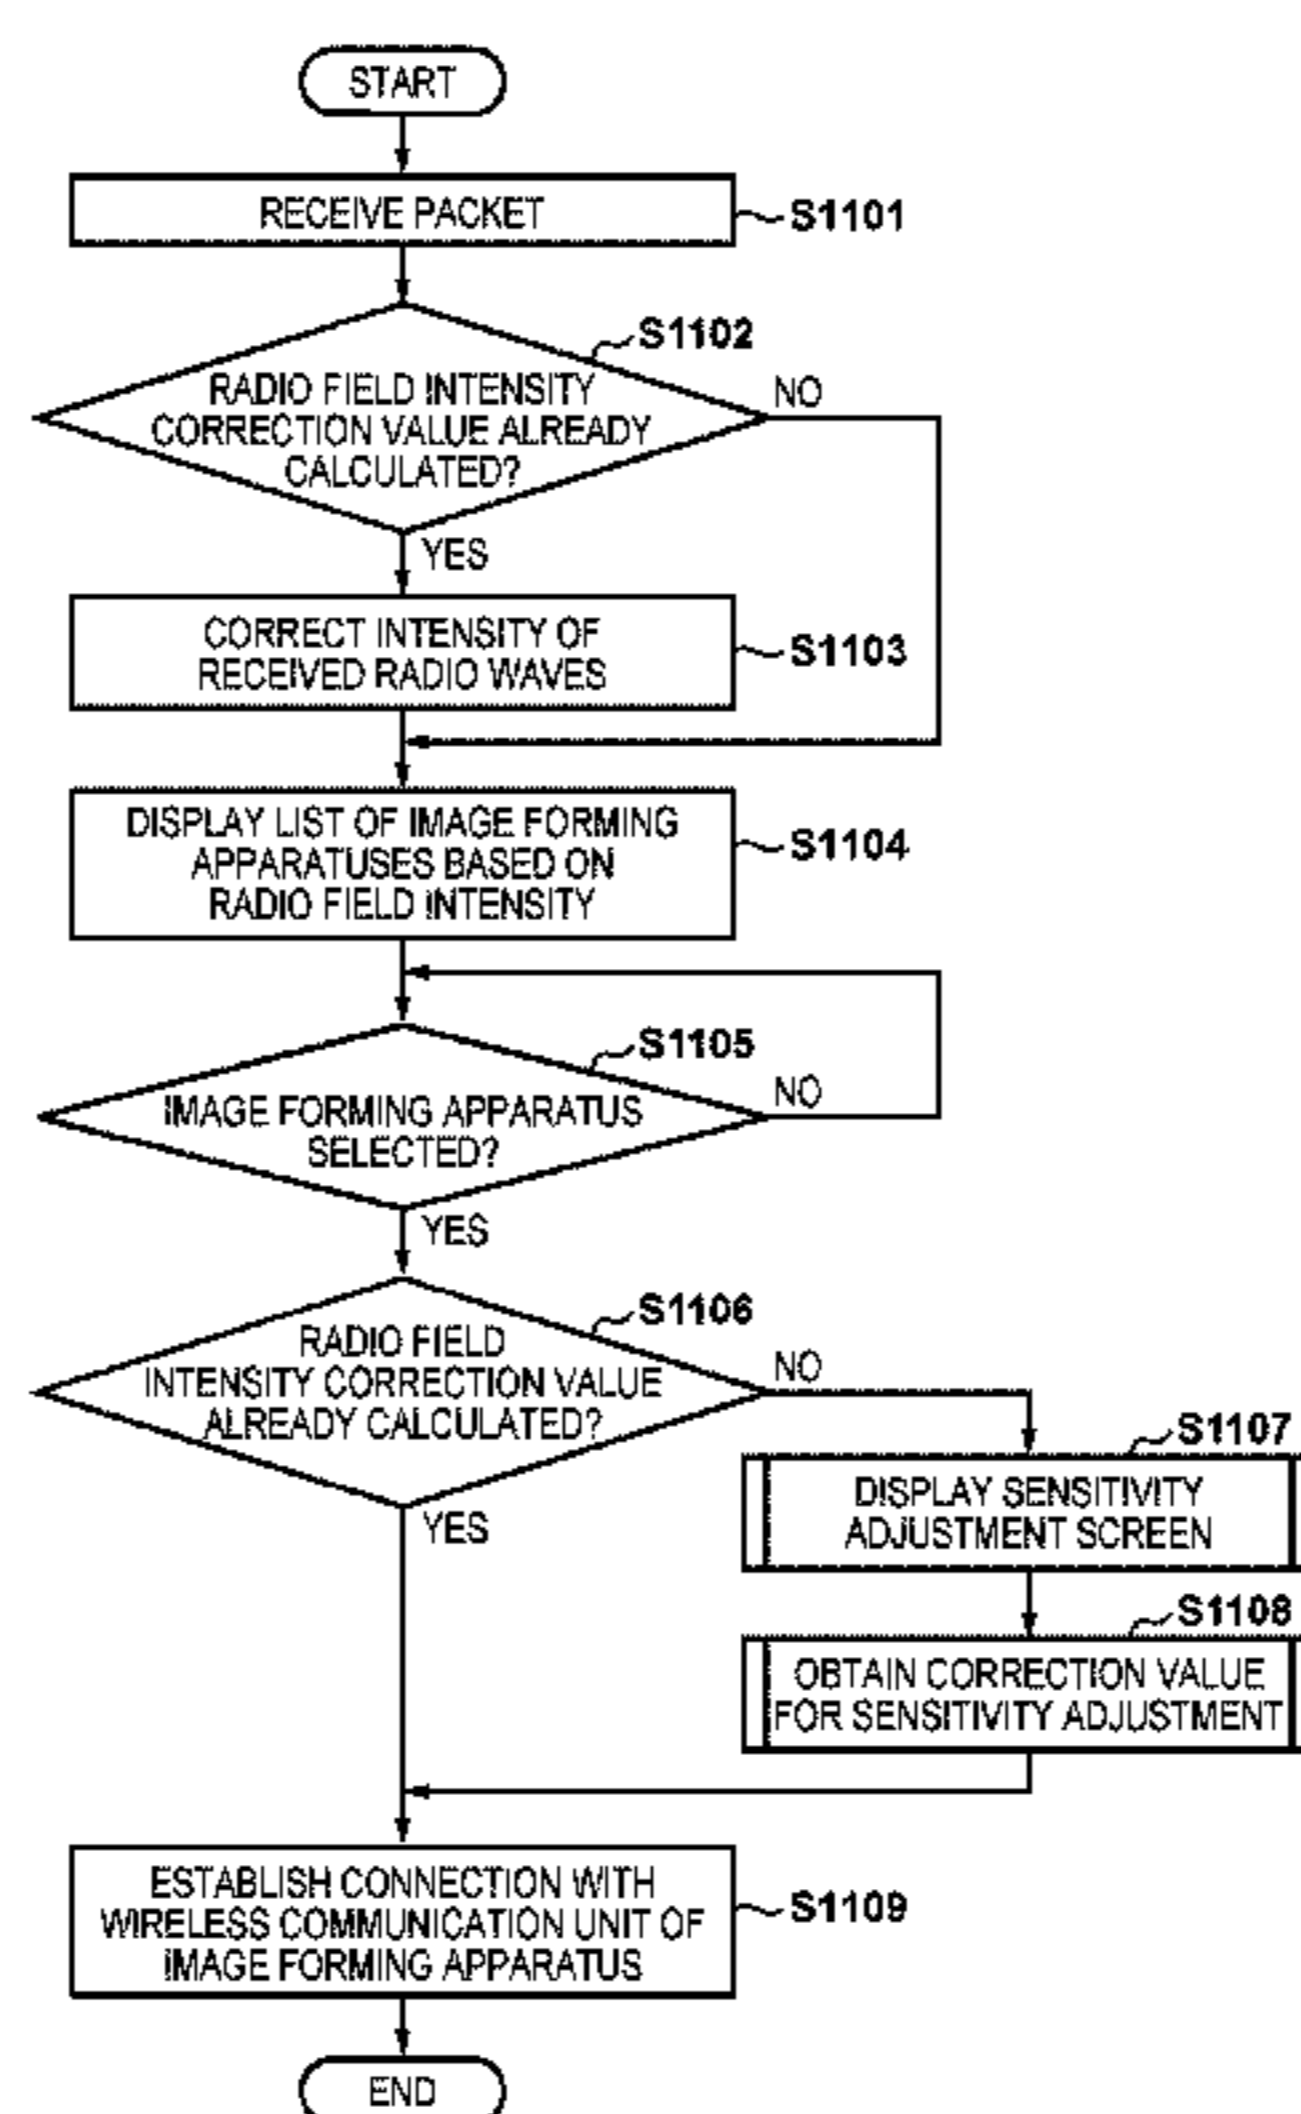 START
RECEIVE PACKET
S1101
S1102
RADIO FIELD INTENSITY
CORRECTION VALUE ALREADY
CALCULATED?
NO
YES
CORRECT INTENSITY OF
RECEIVED RADIO WAVES
S1103
DISPLAY LIST OF IMAGE FORMING
APPARATUSES BASED ON
RADIO FIELD INTENSITY
S1104
S1105
IMAGE FORMING APPARATUS
SELECTED?
NO
YES
S1106
RADIO FIELD
INTENSITY CORRECTION VALUE
ALREADY CALCULATED?
NO
YES
S1107
DISPLAY SENSITIVITY
ADJUSTMENT SCREEN
S1108
OBTAIN CORRECTION VALUE
FOR SENSITIVITY ADJUSTMENT
ESTABLISH CONNECTION WITH
WIRELESS COMMUNICATION UNIT OF
IMAGE FORMING APPARATUS
S1109
END